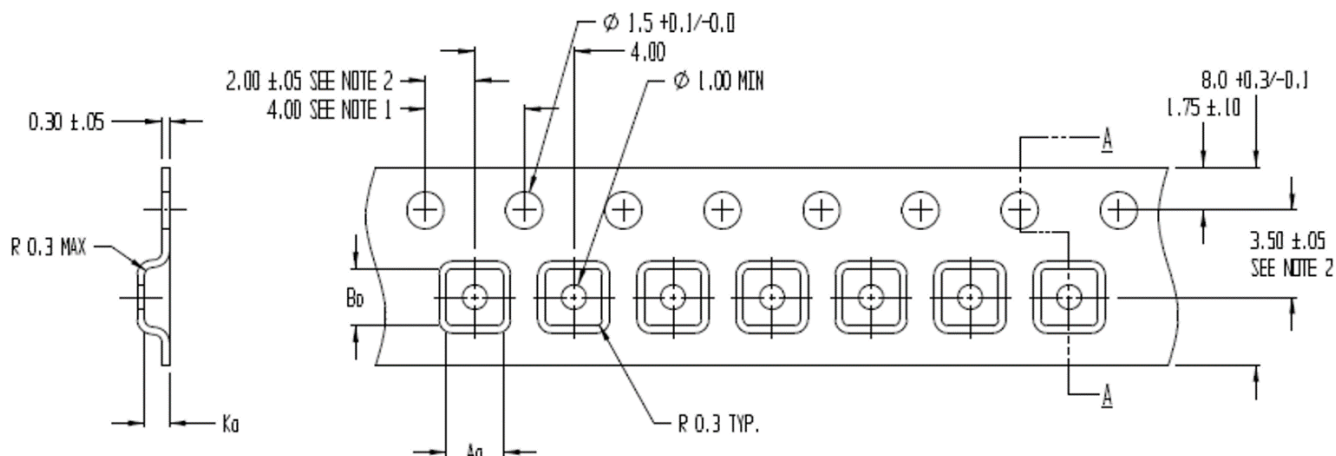 Ø 1.5 +0.1/-0.0
4.00
2.00 ±.05 SEE NOTE 2
Ø 1.00 MIN
8.0 +0.3/-0.1
4.00 SEE NOTE 1
1.75 ±.10
0.30 ±.05
A
R 0.3 MAX
3.50 ±.05
SEE NOTE 2
Bo
A
Ko
R 0.3 TYP.
Ao